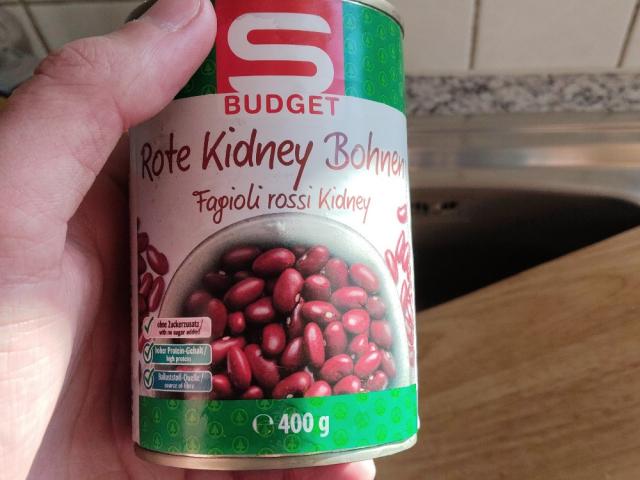 S
BUDGET
Rote Kidney Bohnen
Fagioli rossi Kidney
ohne Zuckerzusatz/
with no sugar added
hoher Protein-Gehalt/
high protein
Ballaststoff-Quelle/
source of fibre
℮ 400 g